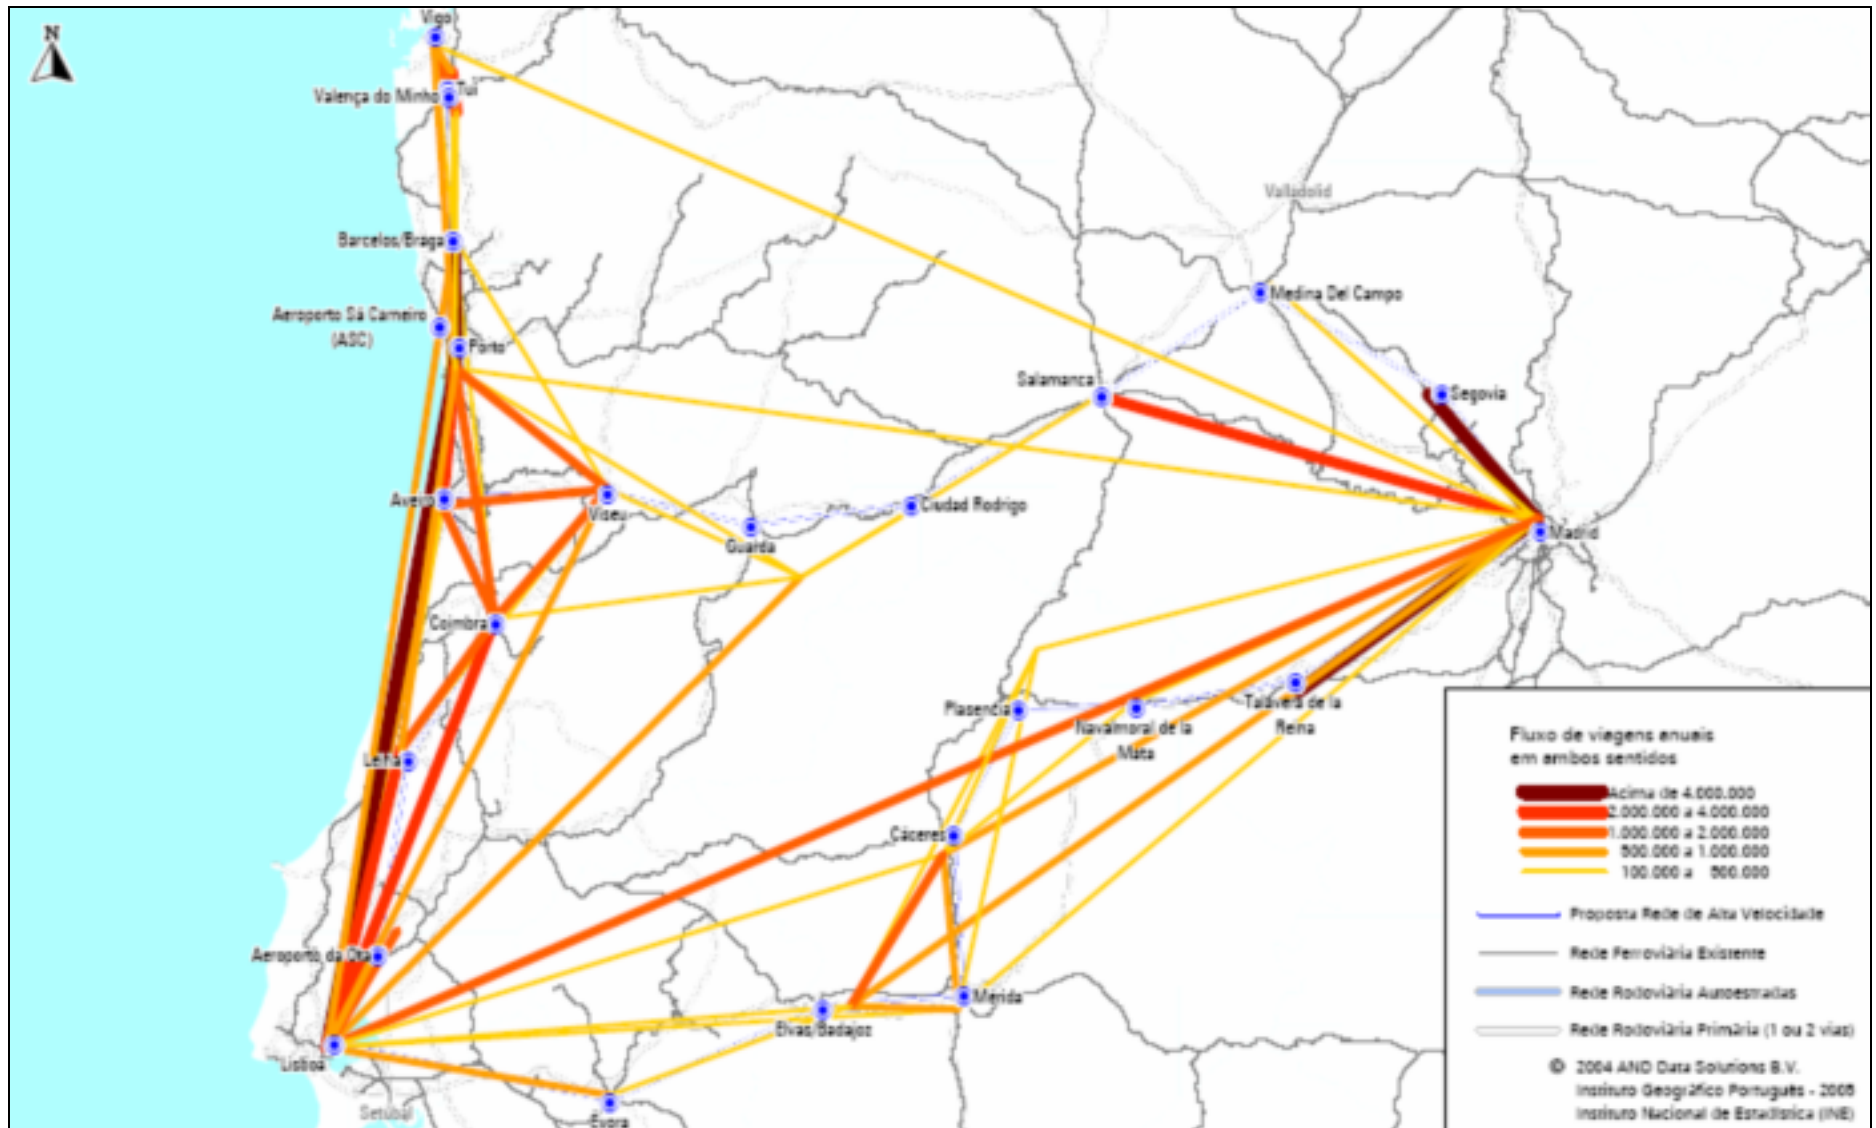 N
Vigo
Tui
Valença do Minho
Valladolid
Barcelos/Braga
Medina Del Campo
Aeroporto Sá Carneiro
(ASC)
Porto
Salamanca
Segovia
Aveiro
Viseu
Ciudad Rodrigo
Guarda
Madrid
Coimbra
Plasencia
Navalmoral de la
Mata
Talavera de la
Reina
Leiria
Cáceres
Aeroporto da Ota
Mérida
Elvas/Badajoz
Lisboa
Setubal
Évora
Fluxo de viagens anuais
em ambos sentidos
Acima de 4.000.000
2.000.000 a 4.000.000
1.000.000 a 2.000.000
500.000 a 1.000.000
100.000 a 500.000
Proposta Rede de Alta Velocidade
Rede Ferroviária Existente
Rede Rodoviária Autoestradas
Rede Rodoviária Primária (1 ou 2 vias)
© 2004 AND Data Solutions B.V.
Instituto Geográfico Português - 2005
Instituto Nacional de Estadística (INE)